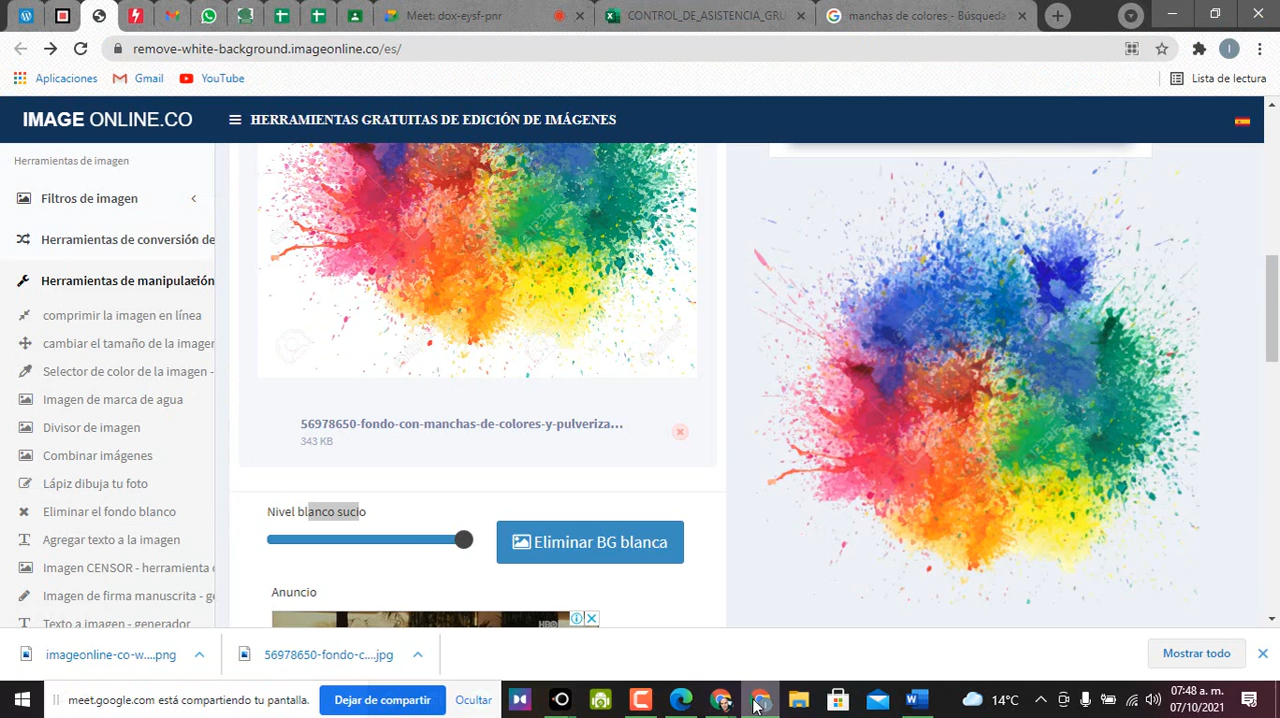 Meet: dox-eysf-pnr
CONTROL_DE_ASISTENCIA_GRU
manchas de colores - Búsqueda
remove-white-background.imageonline.co/es/
Aplicaciones
Gmail
YouTube
Lista de lectura
IMAGE ONLINE.CO
HERRAMIENTAS GRATUITAS DE EDICIÓN DE IMÁGENES
Herramientas de imagen
Filtros de imagen
Herramientas de conversión de
Herramientas de manipulación
comprimir la imagen en línea
cambiar el tamaño de la imagen
Selector de color de la imagen -
Imagen de marca de agua
Divisor de imagen
Combinar imágenes
Lápiz dibuja tu foto
Eliminar el fondo blanco
Agregar texto a la imagen
Imagen CENSOR - herramienta
Imagen de firma manuscrita - ge
Texto a imagen - generador
56978650-fondo-con-manchas-de-colores-y-pulveriza...
343 KB
Nivel blanco sucio
Eliminar BG blanca
Anuncio
HBO
imageonline-co-w....png
56978650-fondo-c....jpg
Mostrar todo
meet.google.com está compartiendo tu pantalla.
Dejar de compartir
Ocultar
14°C
07:48 a. m.
07/10/2021